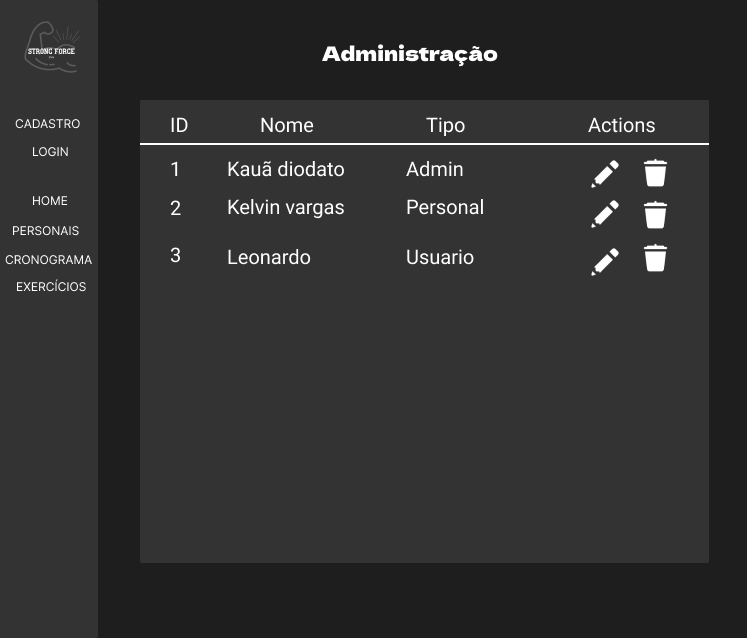 STRONG FORCE
CADASTRO
LOGIN
HOME
PERSONAIS
CRONOGRAMA
EXERCÍCIOS
Administração
ID Nome Tipo Actions
1 Kauã diodato Admin
2 Kelvin vargas Personal
3 Leonardo Usuario